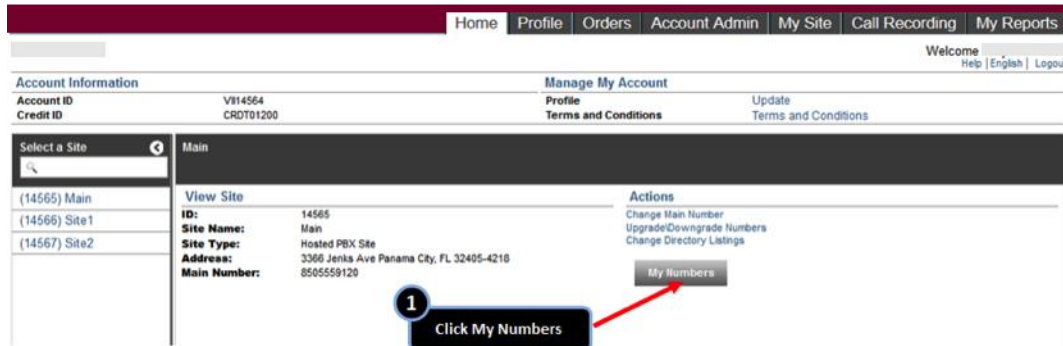 Home Profile Orders Account Admin My Site Call Recording My Reports
Welcome
Help | English | Logou
Account Information
Account ID VII14564
Credit ID CRDT01200
Manage My Account
Profile Update
Terms and Conditions Terms and Conditions
Select a Site
(14565) Main
(14566) Site1
(14567) Site2
Main
View Site
ID: 14565
Site Name: Main
Site Type: Hosted PBX Site
Address: 3366 Jenks Ave Panama City, FL 32405-4218
Main Number: 8505559120
Actions
Change Main Number
Upgrade\Downgrade Numbers
Change Directory Listings
My Numbers
1
Click My Numbers